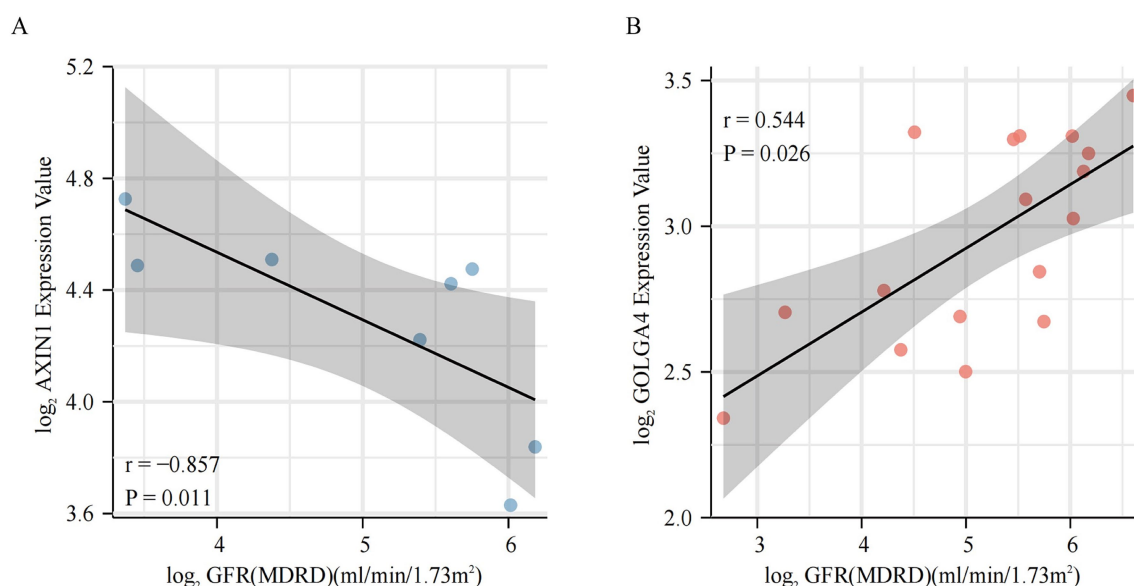 A
5.2
4.8
4.4
4.0
3.6
log₂ AXIN1 Expression Value
r = −0.857
P = 0.011
4
5
6
log₂ GFR(MDRD)(ml/min/1.73m²)
B
3.5
3.0
2.5
2.0
log₂ GOLGA4 Expression Value
r = 0.544
P = 0.026
3
4
5
6
log₂ GFR(MDRD)(ml/min/1.73m²)